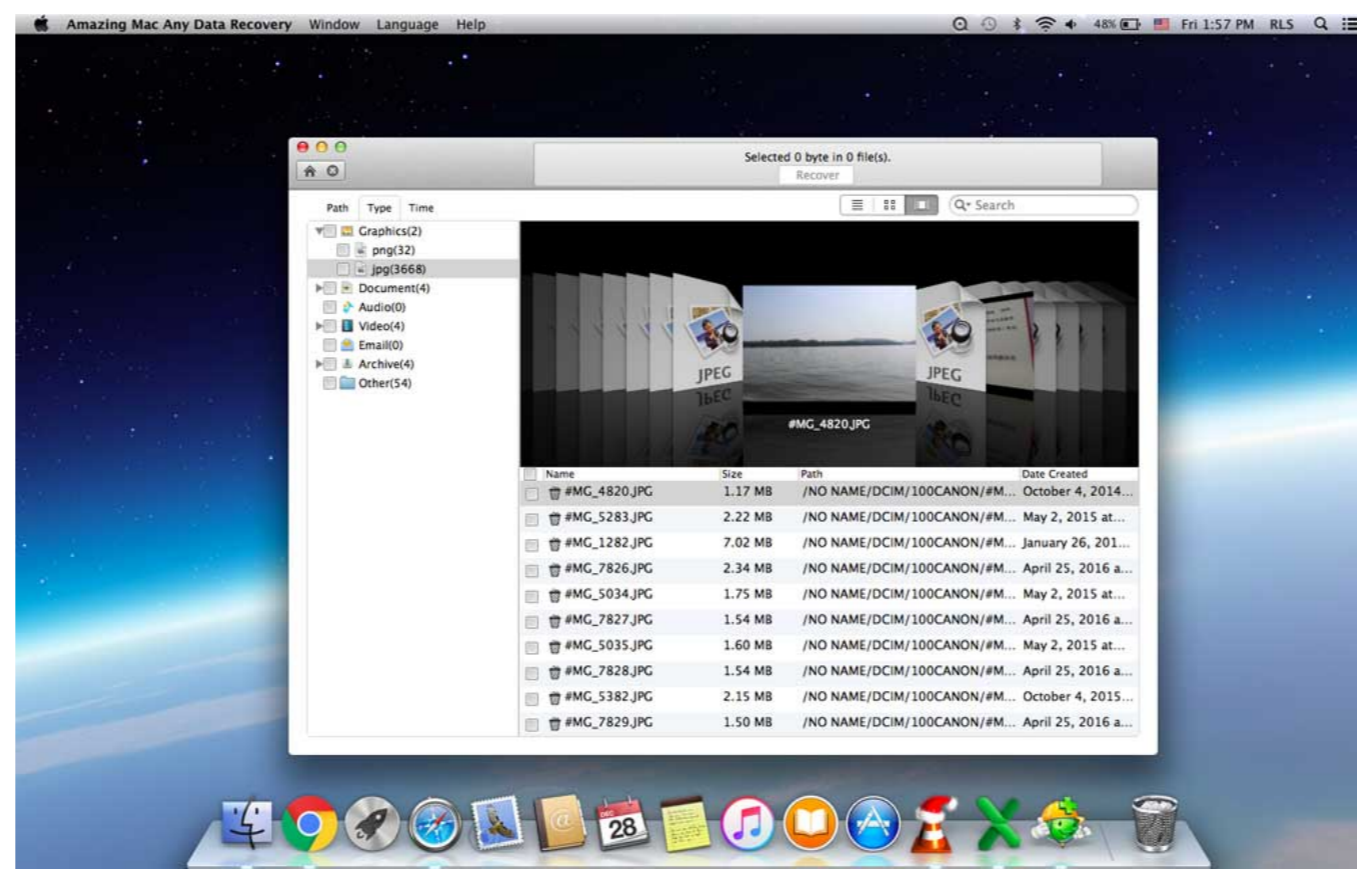 Amazing Mac Any Data Recovery Window Language Help 48% Fri 1:57 PM RLS
Selected 0 byte in 0 file(s).
Recover
Path Type Time
Search
Graphics(2)
png(32)
jpg(3668)
Document(4)
Audio(0)
Video(4)
Email(0)
Archive(4)
Other(54)
JPEG
JPEG
#MG_4820.JPG
Name Size Path Date Created
#MG_4820.JPG 1.17 MB /NO NAME/DCIM/100CANON/#M... October 4, 2014...
#MG_5283.JPG 2.22 MB /NO NAME/DCIM/100CANON/#M... May 2, 2015 at...
#MG_1282.JPG 7.02 MB /NO NAME/DCIM/100CANON/#M... January 26, 201...
#MG_7826.JPG 2.34 MB /NO NAME/DCIM/100CANON/#M... April 25, 2016 a...
#MG_5034.JPG 1.75 MB /NO NAME/DCIM/100CANON/#M... May 2, 2015 at...
#MG_7827.JPG 1.54 MB /NO NAME/DCIM/100CANON/#M... April 25, 2016 a...
#MG_5035.JPG 1.60 MB /NO NAME/DCIM/100CANON/#M... May 2, 2015 at...
#MG_7828.JPG 1.54 MB /NO NAME/DCIM/100CANON/#M... April 25, 2016 a...
#MG_5382.JPG 2.15 MB /NO NAME/DCIM/100CANON/#M... October 4, 2015...
#MG_7829.JPG 1.50 MB /NO NAME/DCIM/100CANON/#M... April 25, 2016 a...
DEC
28